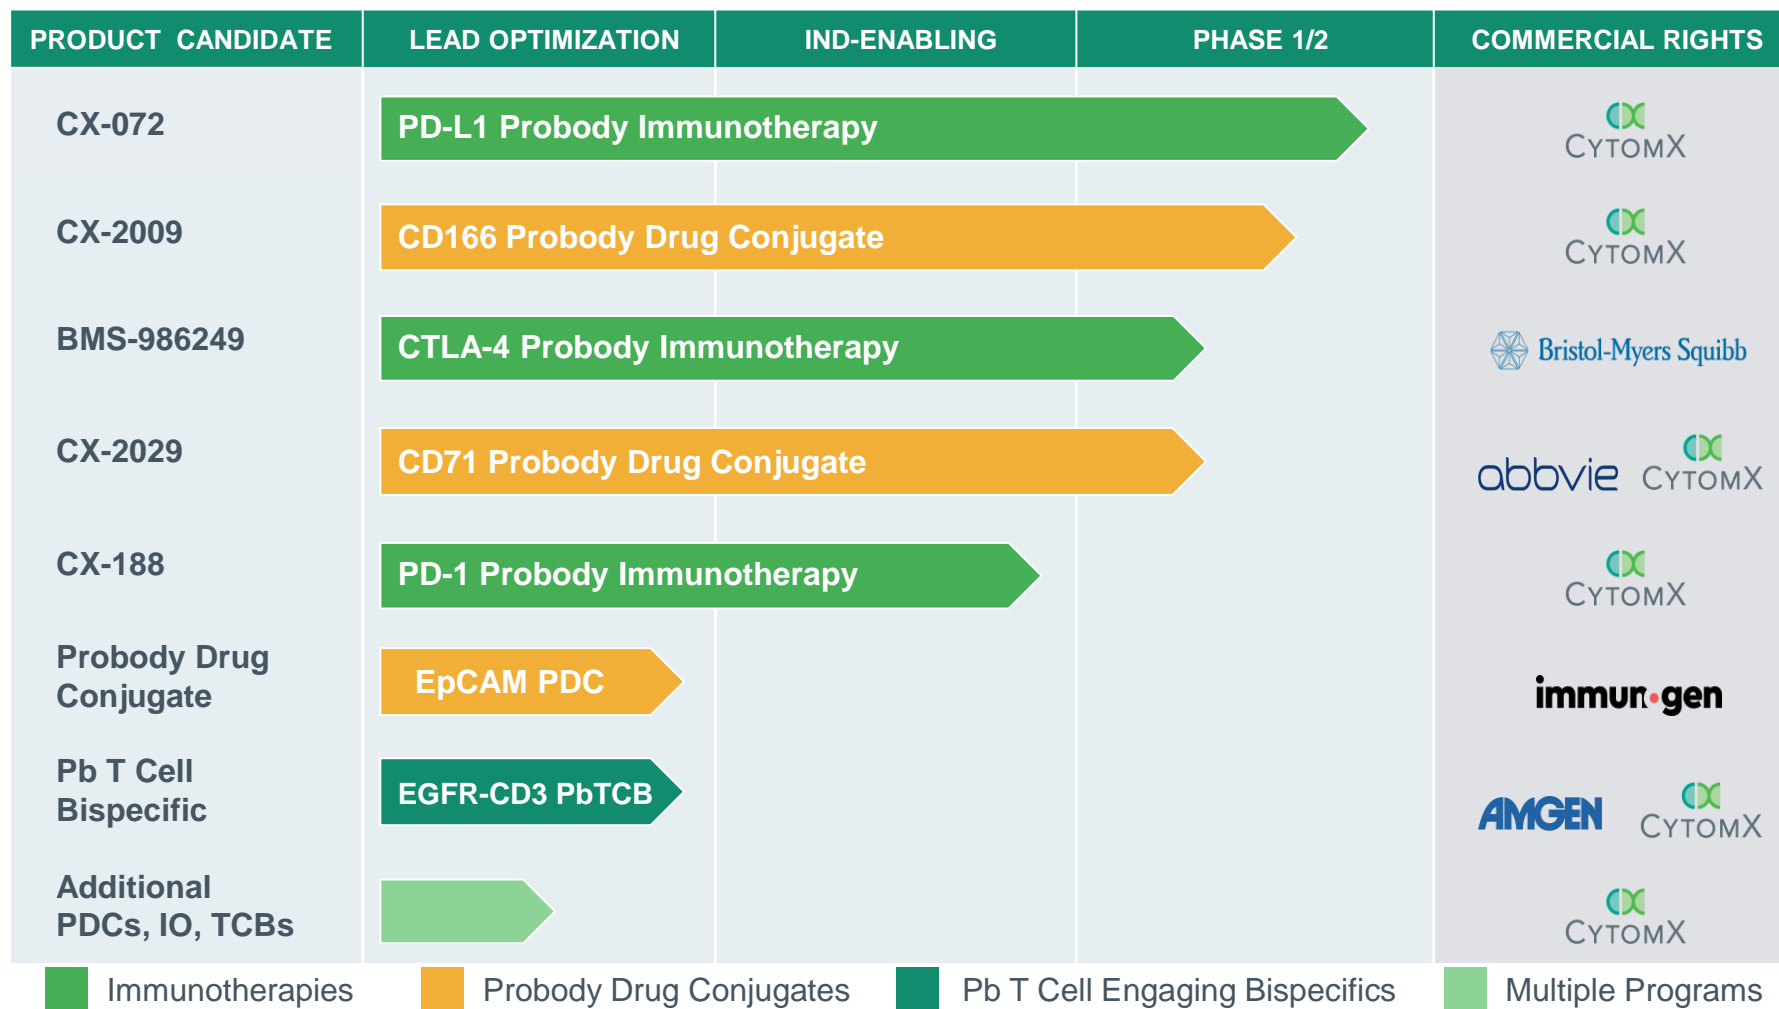 PRODUCT CANDIDATE
LEAD OPTIMIZATION
IND-ENABLING
PHASE 1/2
COMMERCIAL RIGHTS
CX-072
PD-L1 Probody Immunotherapy
CYTOMX
CX-2009
CD166 Probody Drug Conjugate
CYTOMX
BMS-986249
CTLA-4 Probody Immunotherapy
Bristol-Myers Squibb
CX-2029
CD71 Probody Drug Conjugate
abbvie
CYTOMX
CX-188
PD-1 Probody Immunotherapy
CYTOMX
Probody Drug
Conjugate
EpCAM PDC
immun•gen
Pb T Cell
Bispecific
EGFR-CD3 PbTCB
AMGEN
CYTOMX
Additional
PDCs, IO, TCBs
CYTOMX
Immunotherapies
Probody Drug Conjugates
Pb T Cell Engaging Bispecifics
Multiple Programs